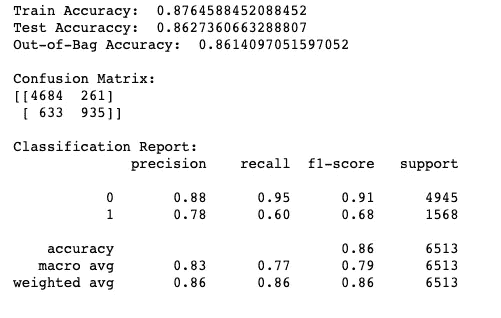 Train Accuracy:  0.8764588452088452
Test Accuraccy:  0.8627360663288807
Out-of-Bag Accuracy:  0.8614097051597052
Confusion Matrix:
[[4684  261]
 [ 633  935]]
Classification Report:
              precision    recall  f1-score   support
           0       0.88      0.95      0.91      4945
           1       0.78      0.60      0.68      1568
    accuracy                           0.86      6513
   macro avg       0.83      0.77      0.79      6513
weighted avg       0.86      0.86      0.86      6513